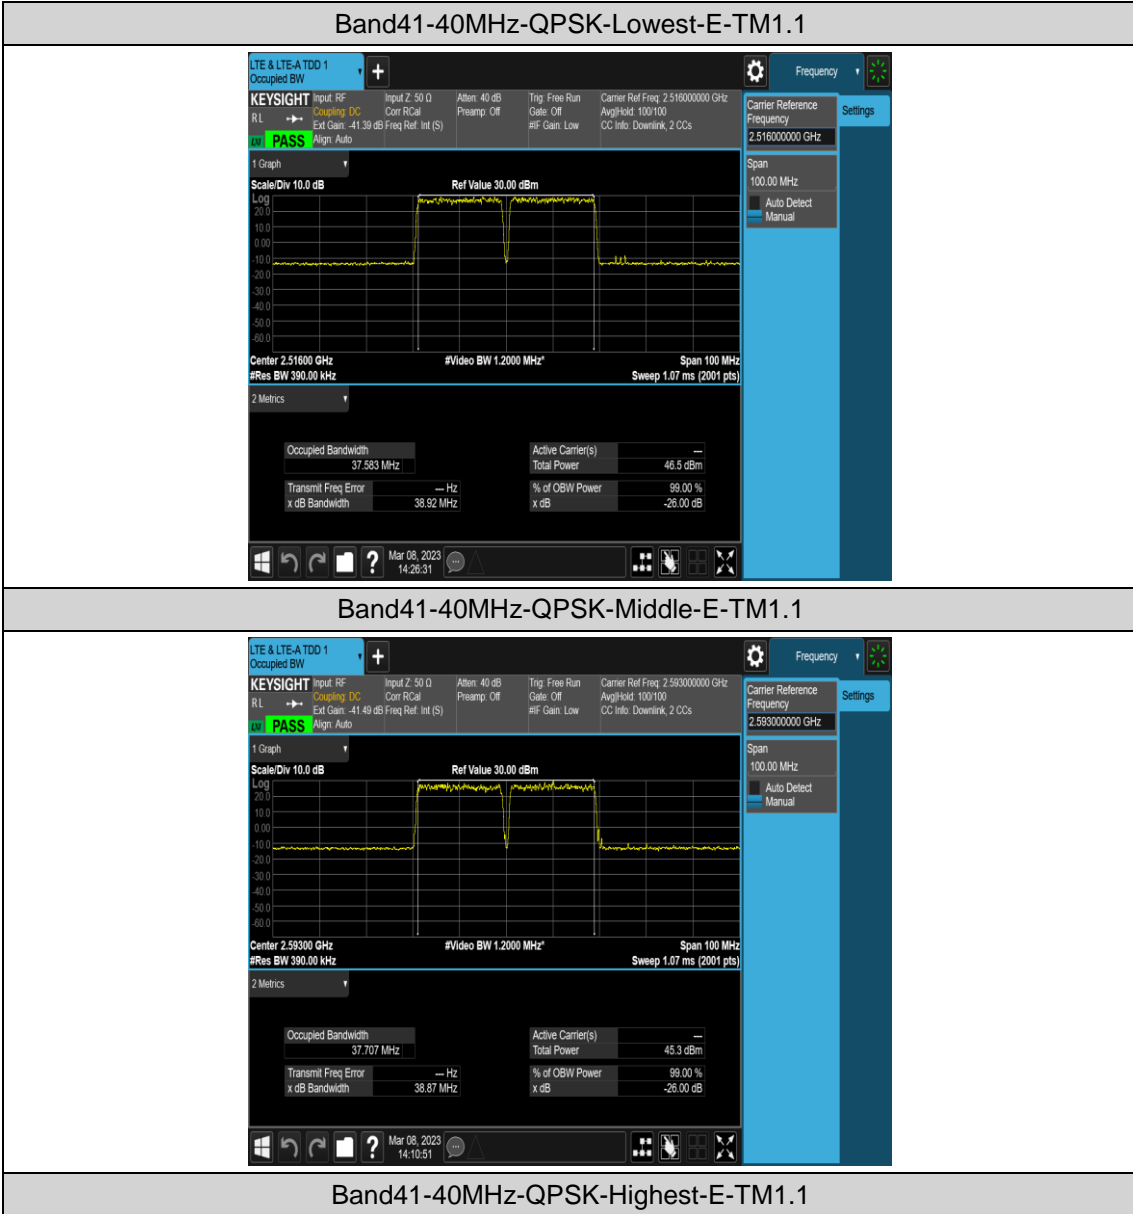 Band41-40MHz-QPSK-Lowest-E-TM1.1
LTE & LTE-A TDD 1
Occupied BW
Frequency
KEYSIGHT
RL
LXI
PASS
Input: RF
Coupling: DC
Ext Gain: -41.39 dB
Align: Auto
Input Z: 50 Ω
Corr RCal
Freq Ref: Int (S)
Atten: 40 dB
Preamp: Off
Trig: Free Run
Gate: Off
#IF Gain: Low
Carrier Ref Freq: 2.516000000 GHz
Avg|Hold: 100/100
CC Info: Downlink, 2 CCs
Carrier Reference
Frequency
2.516000000 GHz
Settings
Span
100.00 MHz
Auto Detect
Manual
1 Graph
Scale/Div 10.0 dB
Ref Value 30.00 dBm
Log
20.0
10.0
0.00
-10.0
-20.0
-30.0
-40.0
-50.0
-60.0
Center 2.51600 GHz
#Video BW 1.2000 MHz*
Span 100 MHz
#Res BW 390.00 kHz
Sweep 1.07 ms (2001 pts)
2 Metrics
Occupied Bandwidth
37.583 MHz
Active Carrier(s) ---
Total Power 46.5 dBm
Transmit Freq Error --- Hz
x dB Bandwidth 38.92 MHz
% of OBW Power 99.00 %
x dB -26.00 dB
?
Mar 08, 2023
14:26:31
Band41-40MHz-QPSK-Middle-E-TM1.1
LTE & LTE-A TDD 1
Occupied BW
Frequency
KEYSIGHT
RL
LXI
PASS
Input: RF
Coupling: DC
Ext Gain: -41.49 dB
Align: Auto
Input Z: 50 Ω
Corr RCal
Freq Ref: Int (S)
Atten: 40 dB
Preamp: Off
Trig: Free Run
Gate: Off
#IF Gain: Low
Carrier Ref Freq: 2.593000000 GHz
Avg|Hold: 100/100
CC Info: Downlink, 2 CCs
Carrier Reference
Frequency
2.593000000 GHz
Settings
Span
100.00 MHz
Auto Detect
Manual
1 Graph
Scale/Div 10.0 dB
Ref Value 30.00 dBm
Log
20.0
10.0
0.00
-10.0
-20.0
-30.0
-40.0
-50.0
-60.0
Center 2.59300 GHz
#Video BW 1.2000 MHz*
Span 100 MHz
#Res BW 390.00 kHz
Sweep 1.07 ms (2001 pts)
2 Metrics
Occupied Bandwidth
37.707 MHz
Active Carrier(s) ---
Total Power 45.3 dBm
Transmit Freq Error --- Hz
x dB Bandwidth 38.87 MHz
% of OBW Power 99.00 %
x dB -26.00 dB
?
Mar 08, 2023
14:10:51
Band41-40MHz-QPSK-Highest-E-TM1.1